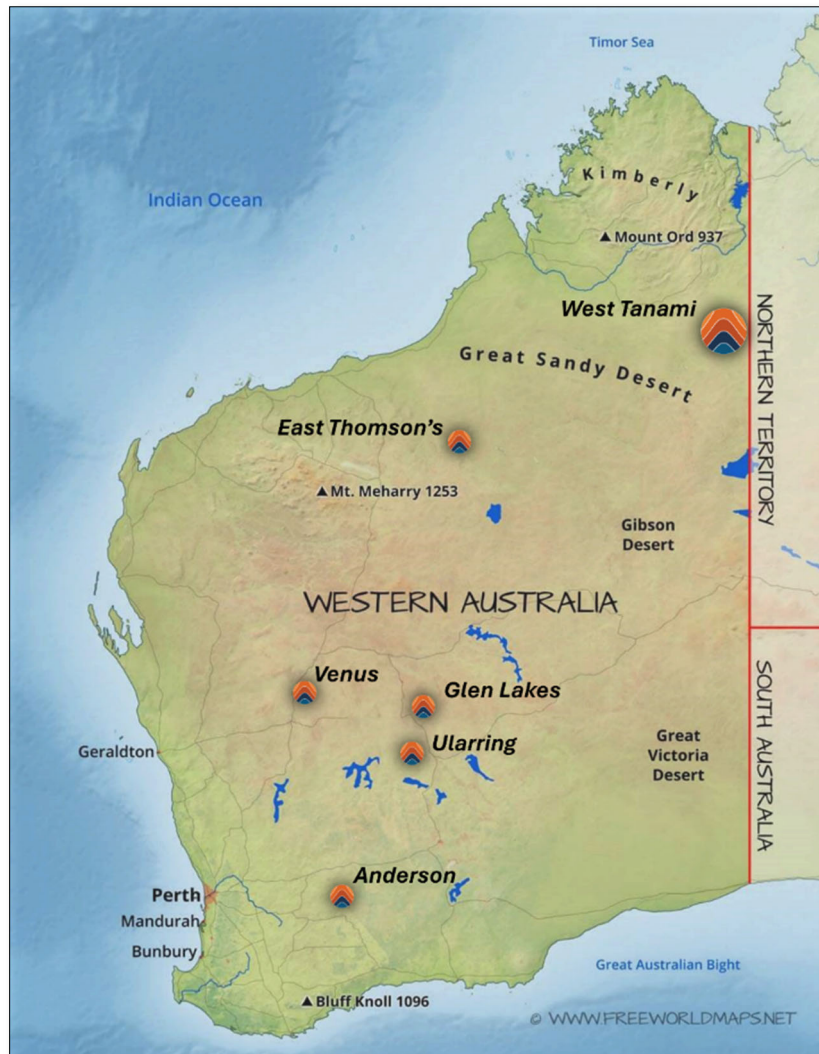 Timor Sea
Kimberly
Indian Ocean
Mount Ord 937
West Tanami
NORTHERN TERRITORY
Great Sandy Desert
East Thomson's
Mt. Meharry 1253
Gibson
Desert
WESTERN AUSTRALIA
Venus
Glen Lakes
SOUTH AUSTRALIA
Ularring
Geraldton
Great
Victoria
Desert
Anderson
Perth
Mandurah
Bunbury
Great Australian Bight
Bluff Knoll 1096
© WWW.FREEWORLDMAPS.NET